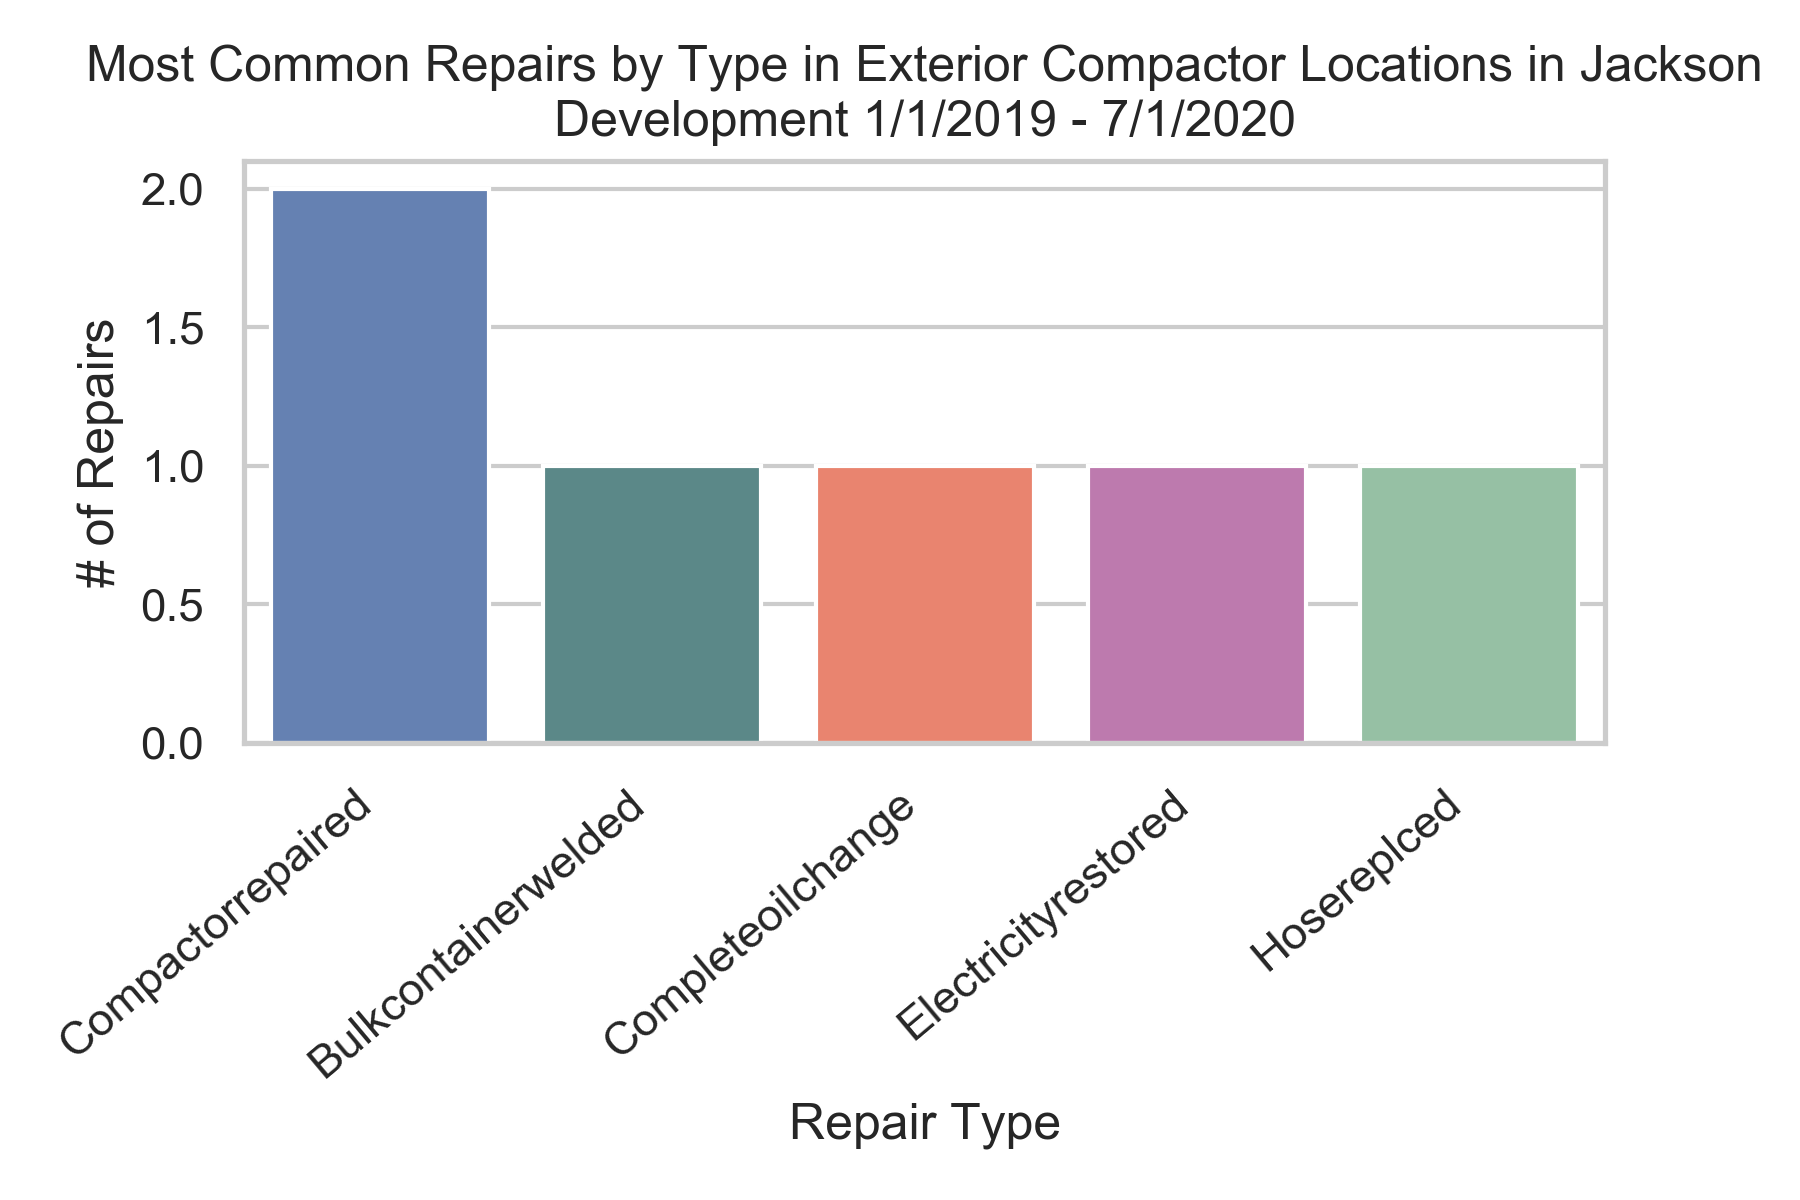 Most Common Repairs by Type in Exterior Compactor Locations in Jackson
Development 1/1/2019 - 7/1/2020
# of Repairs
2.0
1.5
1.0
0.5
0.0
Compactorrepaired
Bulkcontainerwelded
Completeoilchange
Electricityrestored
Hosereplced
Repair Type